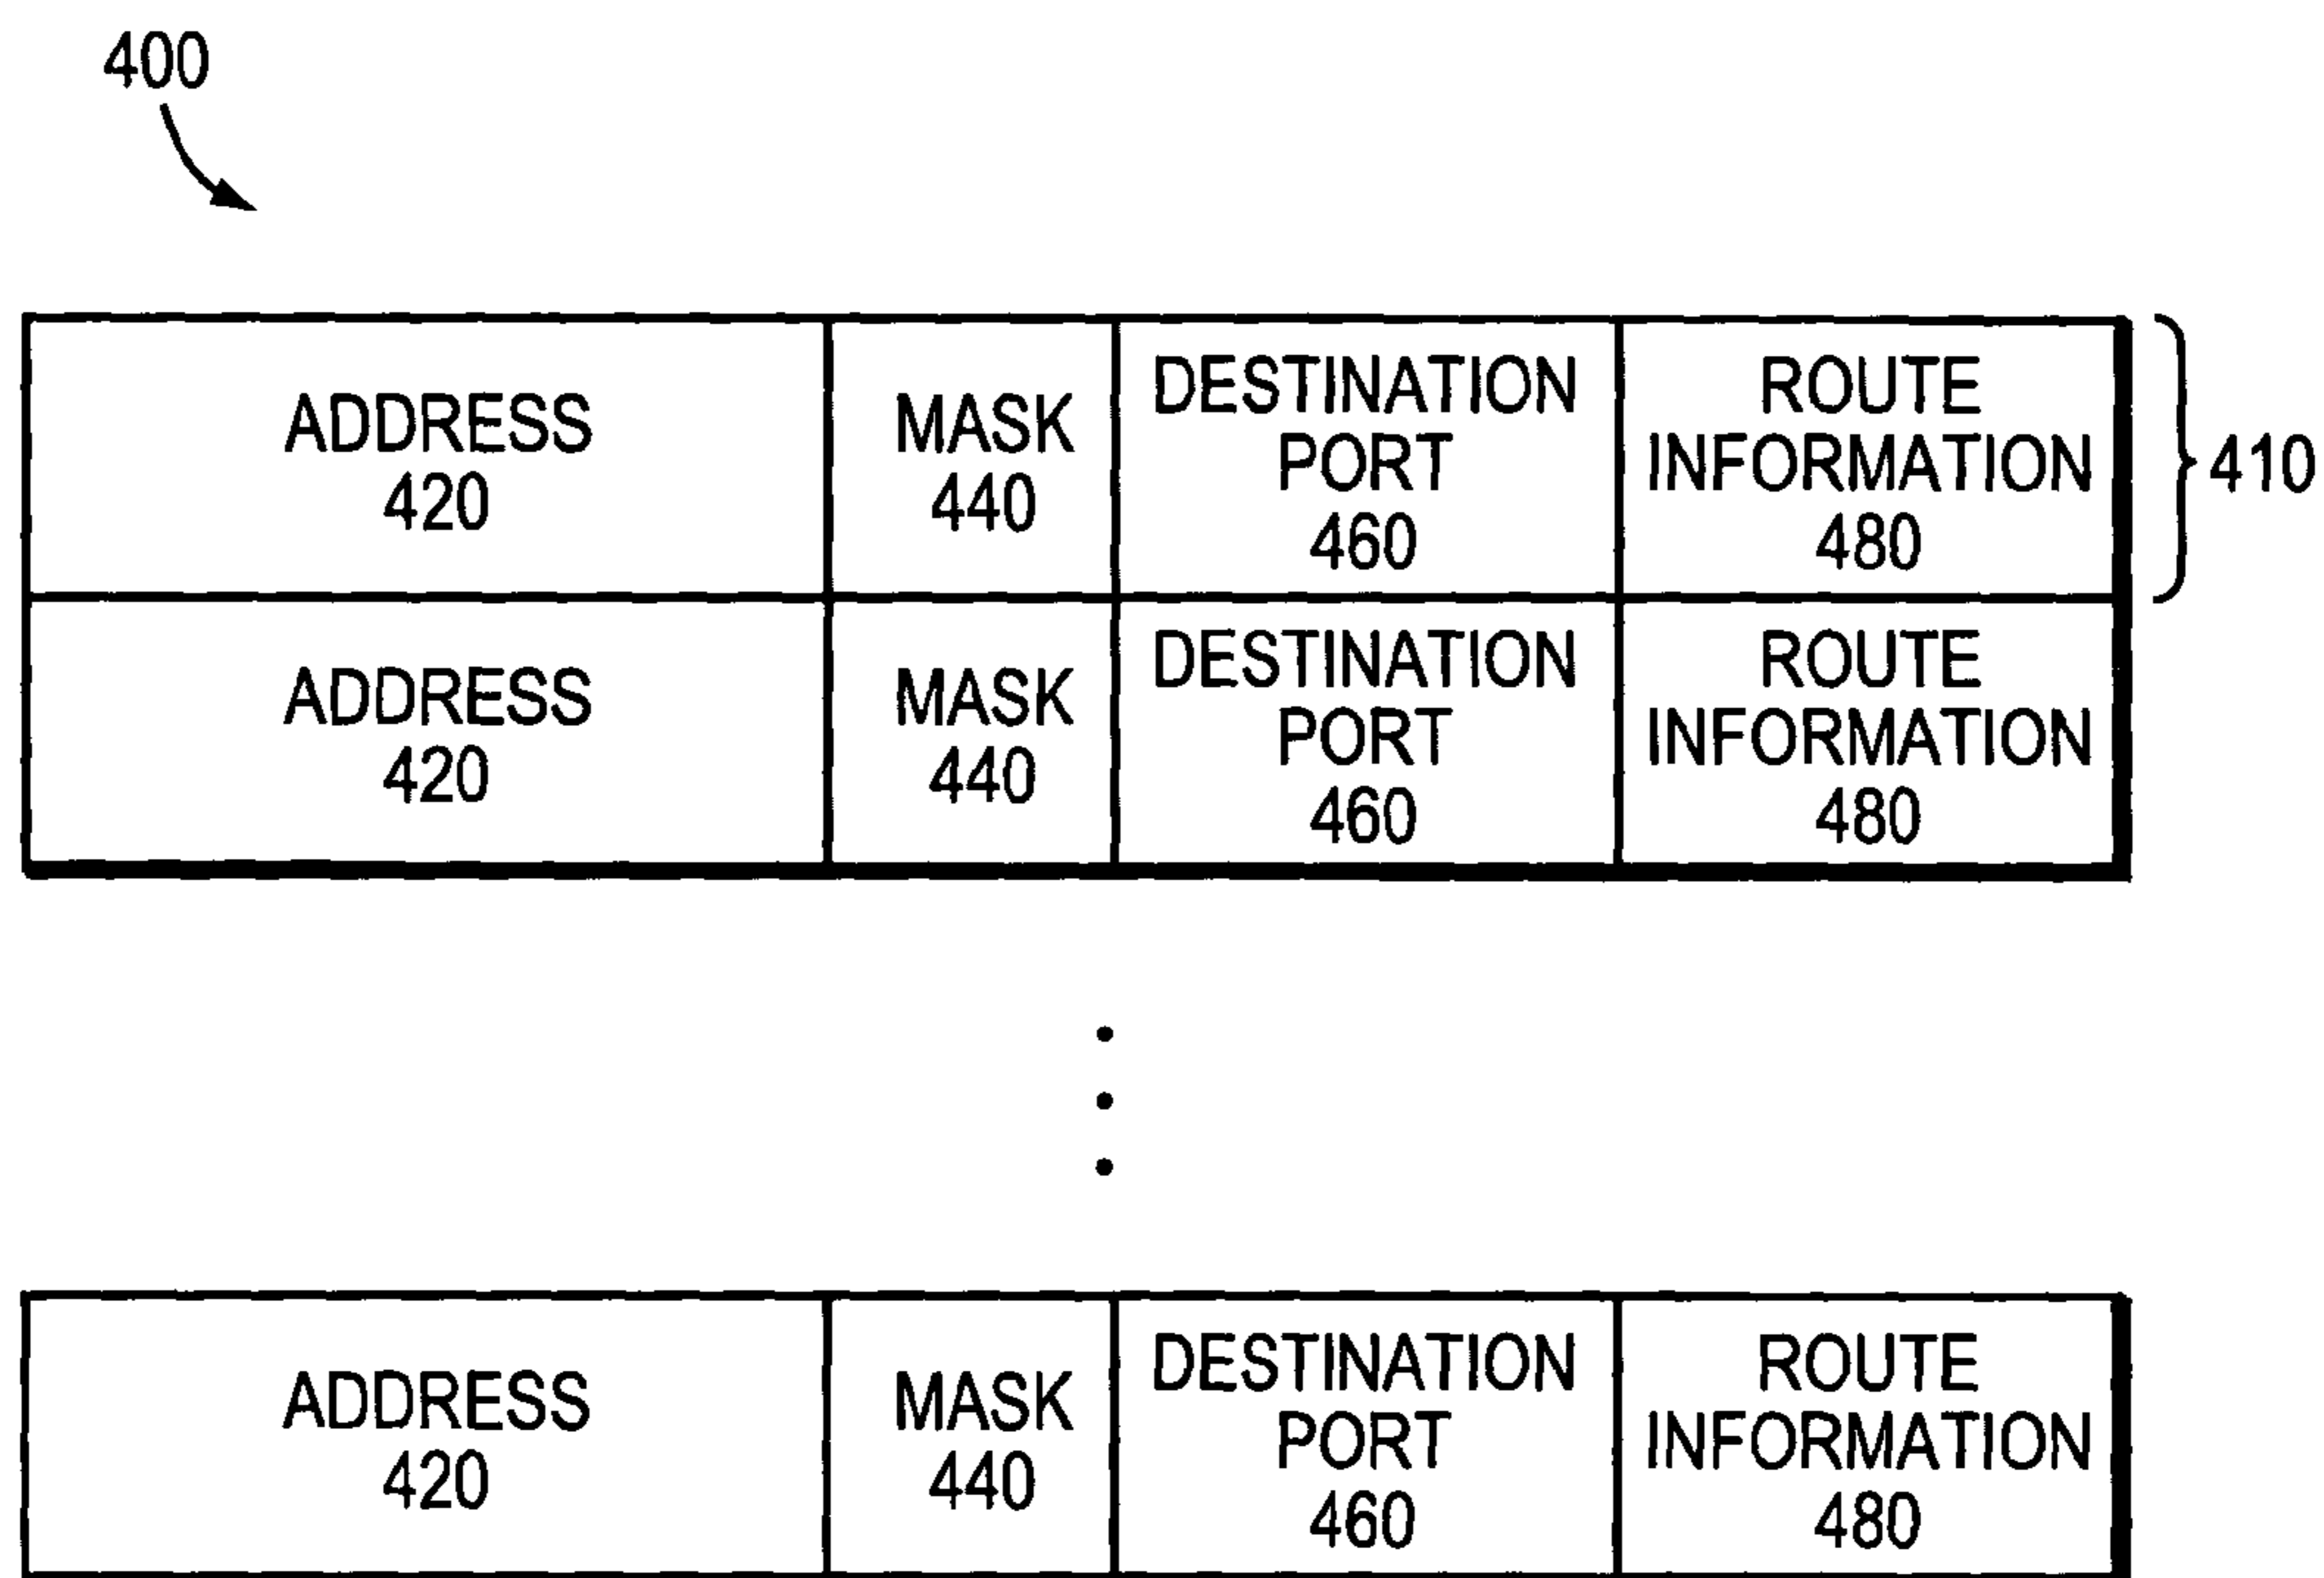 400
ADDRESS
420
MASK
440
DESTINATION
PORT
460
ROUTE
INFORMATION
480
410
ADDRESS
420
MASK
440
DESTINATION
PORT
460
ROUTE
INFORMATION
480
ADDRESS
420
MASK
440
DESTINATION
PORT
460
ROUTE
INFORMATION
480